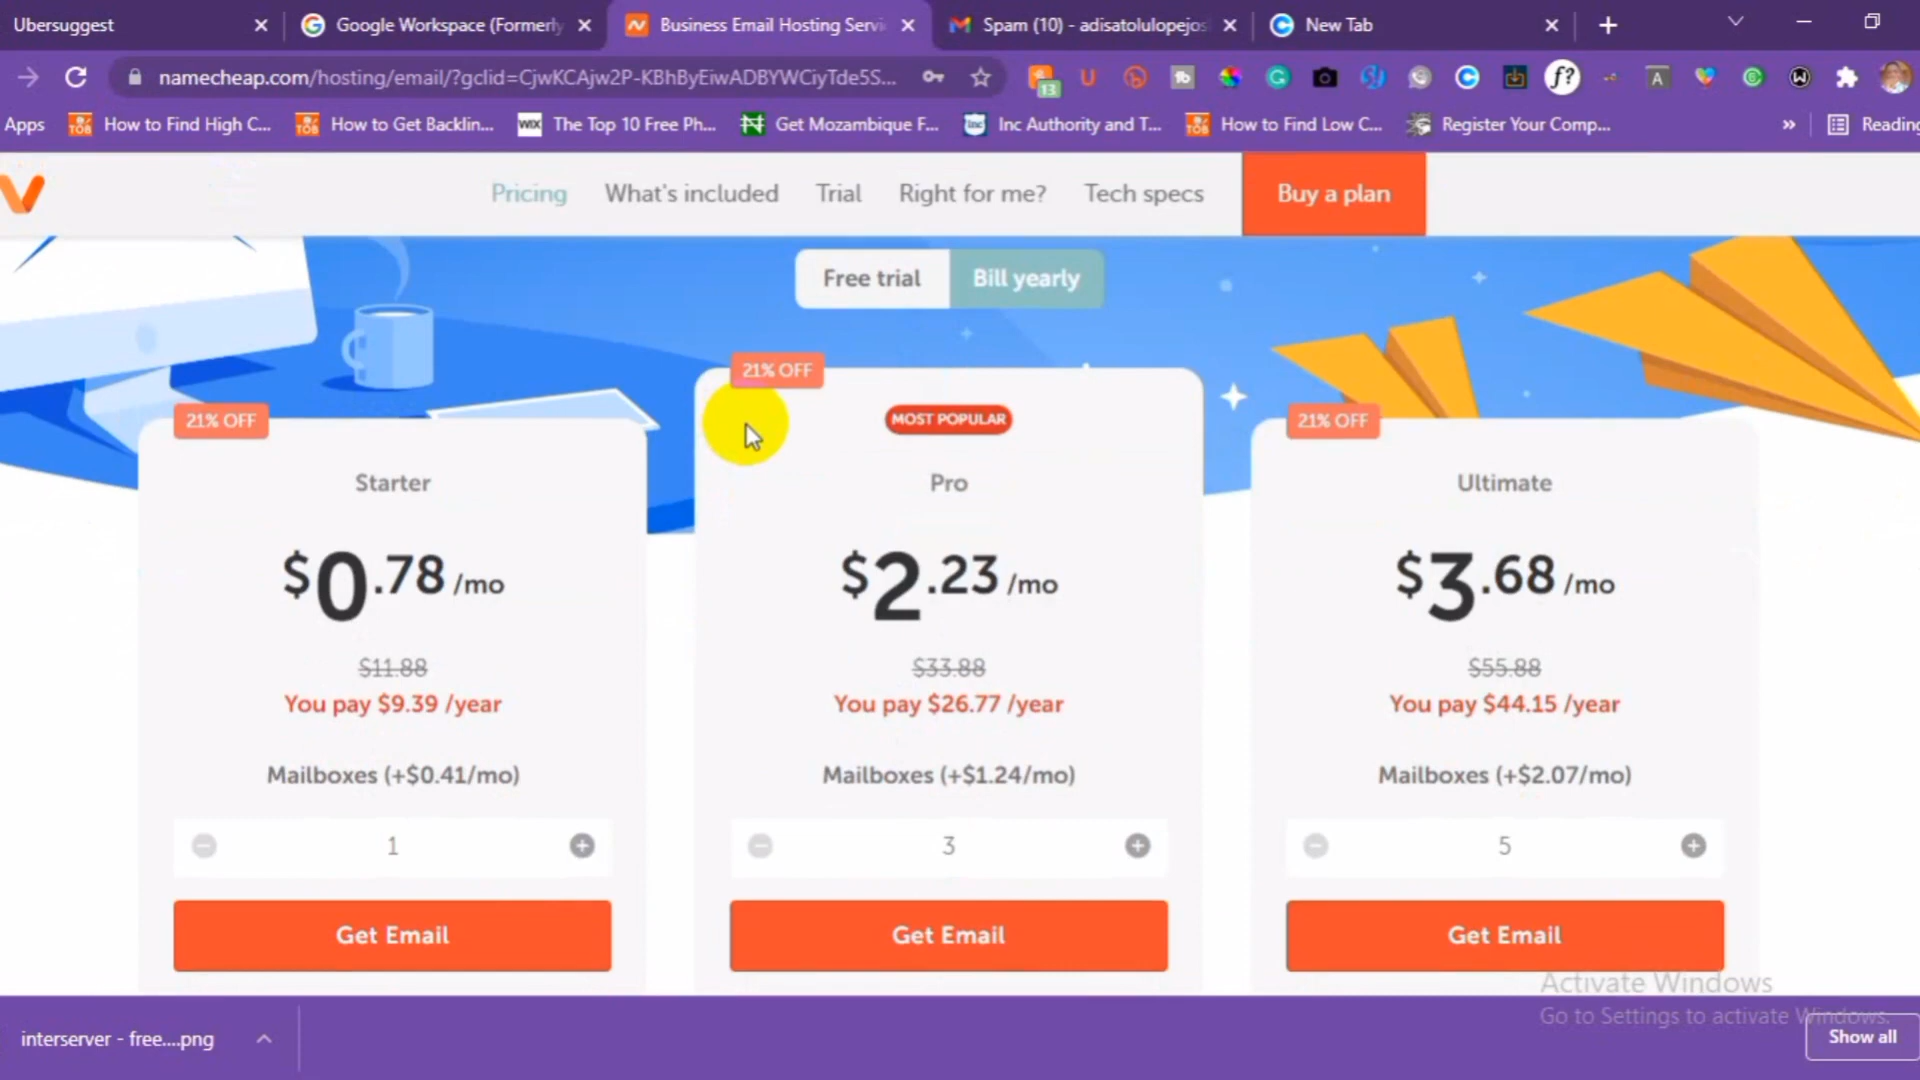 Ubersuggest
Google Workspace (Formerly
Business Email Hosting Servi
Spam (10) - adisatolulopejos
New Tab
namecheap.com/hosting/email/?gclid=CjwKCAjw2P-KBhByEiwADBYWCiyTde5S...
13
Apps
How to Find High C...
How to Get Backlin...
WIX
The Top 10 Free Ph...
Get Mozambique F...
Inc Authority and T...
How to Find Low C...
Register Your Comp...
»
Reading
Pricing
What's included
Trial
Right for me?
Tech specs
Buy a plan
Free trial
Bill yearly
21% OFF
Starter
$0.78 /mo
$11.88
You pay $9.39 /year
Mailboxes (+$0.41/mo)
1
Get Email
21% OFF
MOST POPULAR
Pro
$2.23 /mo
$33.88
You pay $26.77 /year
Mailboxes (+$1.24/mo)
3
Get Email
21% OFF
Ultimate
$3.68 /mo
$55.88
You pay $44.15 /year
Mailboxes (+$2.07/mo)
5
Get Email
Activate Windows
Go to Settings to activate Windows.
interserver - free....png
Show all